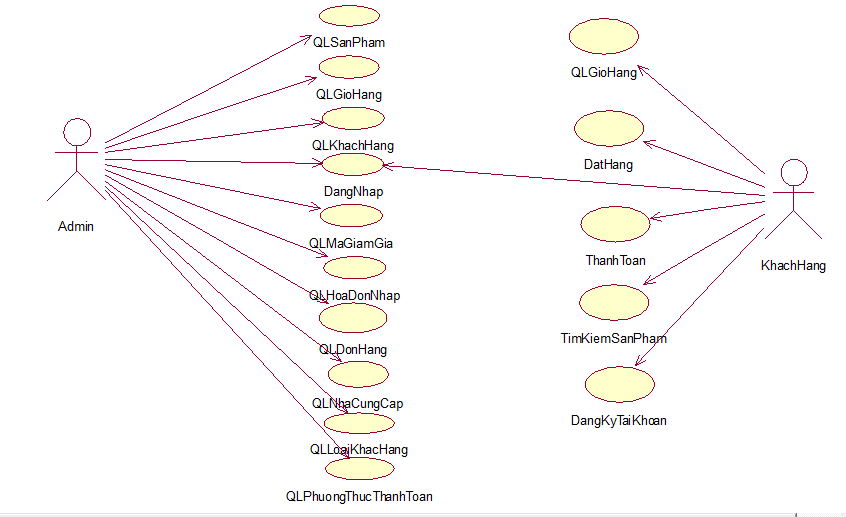 QLSanPham
QLGioHang
QLKhachHang
DangNhap
QLMaGiamGia
QLHoaDonNhap
QLDonHang
QLNhaCungCap
QLLoaiKhacHang
QLPhuongThucThanhToan
Admin
QLGioHang
DatHang
ThanhToan
TimKiemSanPham
DangKyTaiKhoan
KhachHang